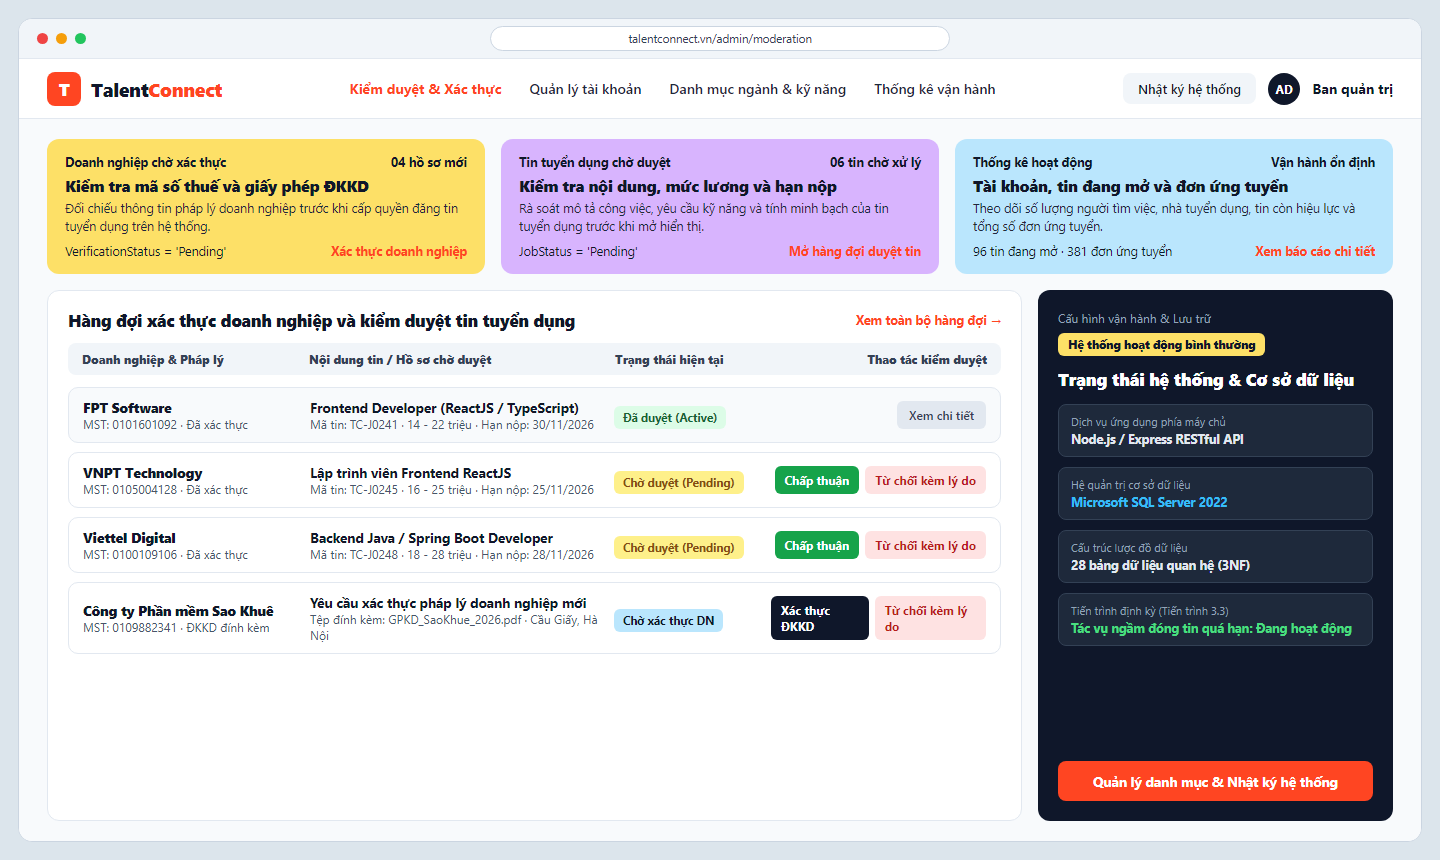 talentconnect.vn/admin/moderation
T
TalentConnect
Kiểm duyệt & Xác thực
Quản lý tài khoản
Danh mục ngành & kỹ năng
Thống kê vận hành
Nhật ký hệ thống
AD
Ban quản trị
Doanh nghiệp chờ xác thực
04 hồ sơ mới
Kiểm tra mã số thuế và giấy phép ĐKKD
Đối chiếu thông tin pháp lý doanh nghiệp trước khi cấp quyền đăng tin
tuyển dụng trên hệ thống.
VerificationStatus = 'Pending'
Xác thực doanh nghiệp
Tin tuyển dụng chờ duyệt
06 tin chờ xử lý
Kiểm tra nội dung, mức lương và hạn nộp
Rà soát mô tả công việc, yêu cầu kỹ năng và tính minh bạch của tin
tuyển dụng trước khi mở hiển thị.
JobStatus = 'Pending'
Mở hàng đợi duyệt tin
Thống kê hoạt động
Vận hành ổn định
Tài khoản, tin đang mở và đơn ứng tuyển
Theo dõi số lượng người tìm việc, nhà tuyển dụng, tin còn hiệu lực và
tổng số đơn ứng tuyển.
96 tin đang mở · 381 đơn ứng tuyển
Xem báo cáo chi tiết
Hàng đợi xác thực doanh nghiệp và kiểm duyệt tin tuyển dụng
Xem toàn bộ hàng đợi →
Doanh nghiệp & Pháp lý
Nội dung tin / Hồ sơ chờ duyệt
Trạng thái hiện tại
Thao tác kiểm duyệt
FPT Software
MST: 0101601092 · Đã xác thực
Frontend Developer (ReactJS / TypeScript)
Mã tin: TC-J0241 · 14 - 22 triệu · Hạn nộp: 30/11/2026
Đã duyệt (Active)
Xem chi tiết
VNPT Technology
MST: 0105004128 · Đã xác thực
Lập trình viên Frontend ReactJS
Mã tin: TC-J0245 · 16 - 25 triệu · Hạn nộp: 25/11/2026
Chờ duyệt (Pending)
Chấp thuận
Từ chối kèm lý do
Viettel Digital
MST: 0100109106 · Đã xác thực
Backend Java / Spring Boot Developer
Mã tin: TC-J0248 · 18 - 28 triệu · Hạn nộp: 28/11/2026
Chờ duyệt (Pending)
Chấp thuận
Từ chối kèm lý do
Công ty Phần mềm Sao Khuê
MST: 0109882341 · ĐKKD đính kèm
Yêu cầu xác thực pháp lý doanh nghiệp mới
Tệp đính kèm: GPKD_SaoKhue_2026.pdf · Cầu Giấy, Hà
Nội
Chờ xác thực DN
Xác thực
ĐKKD
Từ chối kèm lý
do
Cấu hình vận hành & Lưu trữ
Hệ thống hoạt động bình thường
Trạng thái hệ thống & Cơ sở dữ liệu
Dịch vụ ứng dụng phía máy chủ
Node.js / Express RESTful API
Hệ quản trị cơ sở dữ liệu
Microsoft SQL Server 2022
Cấu trúc lược đồ dữ liệu
28 bảng dữ liệu quan hệ (3NF)
Tiến trình định kỳ (Tiến trình 3.3)
Tác vụ ngầm đóng tin quá hạn: Đang hoạt động
Quản lý danh mục & Nhật ký hệ thống